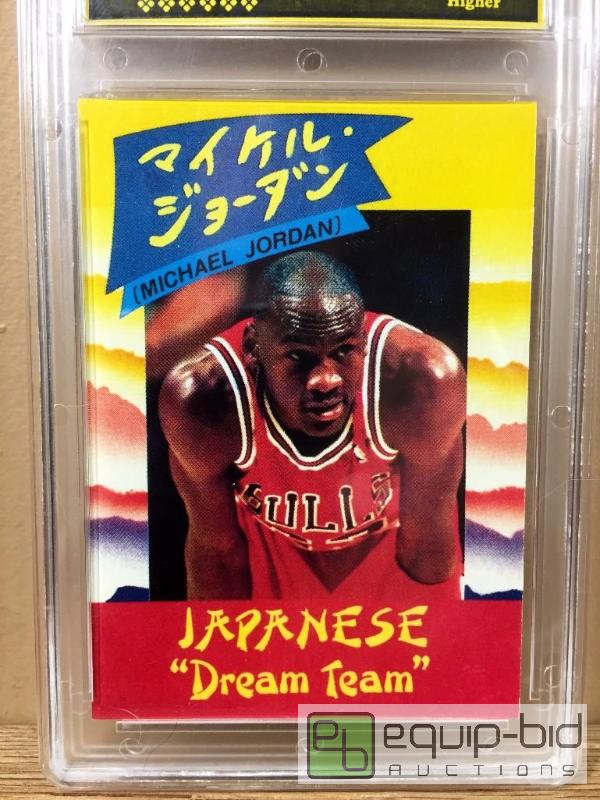 Higher
マイケル・
ジョーダン
(MICHAEL JORDAN)
BULLS
JAPANESE
“Dream Team”
eb equip-bid
AUCTIONS